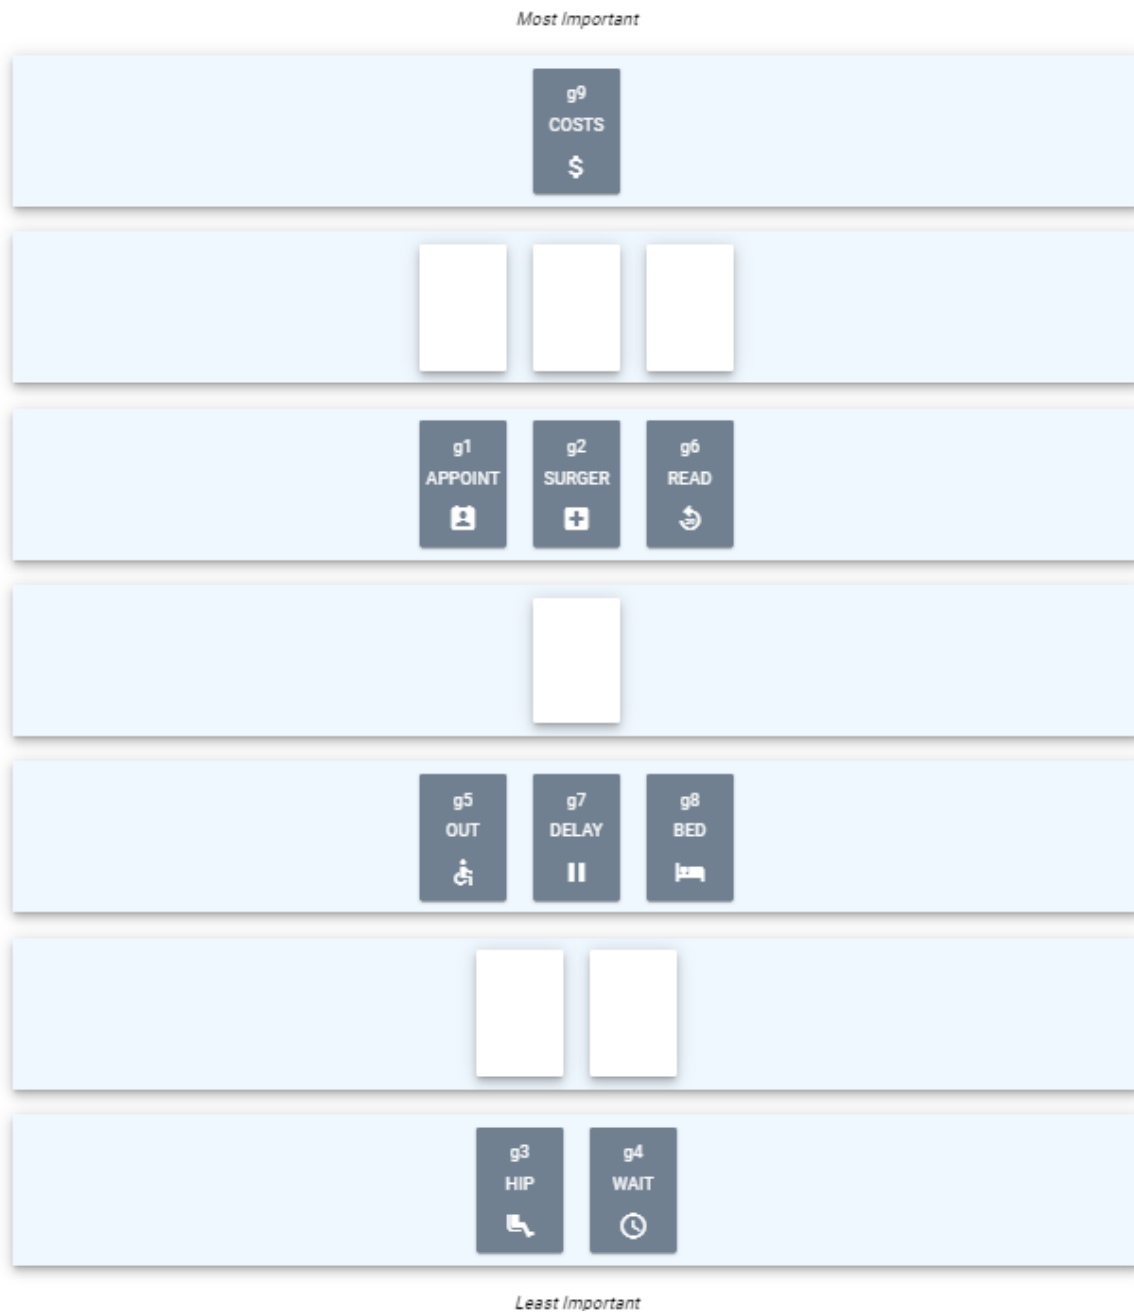 Most Important
g9
COSTS
$
g1 g2 g6
APPOINT SURGER READ
g5 g7 g8
OUT DELAY BED
g3 g4
HIP WAIT
Least Important